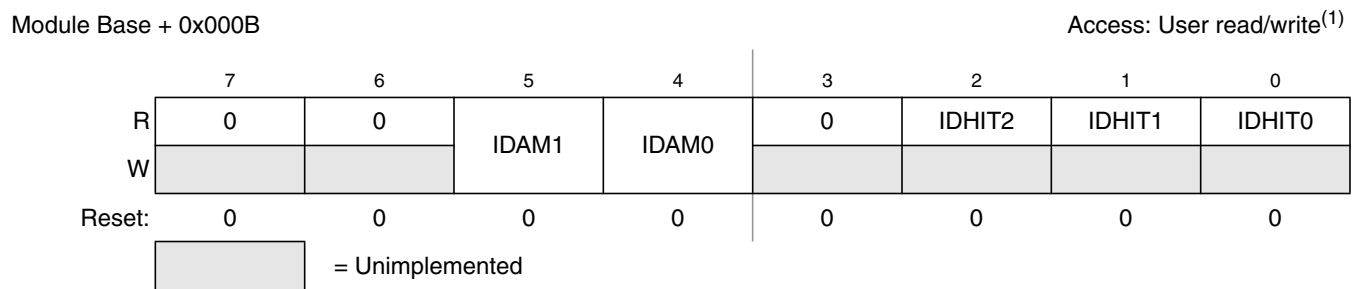 Module Base + 0x000B Access: User read/write(1)
7 6 5 4 3 2 1 0
R 0 0 IDAM1 IDAM0 0 IDHIT2 IDHIT1 IDHIT0
W
Reset: 0 0 0 0 0 0 0 0
= Unimplemented